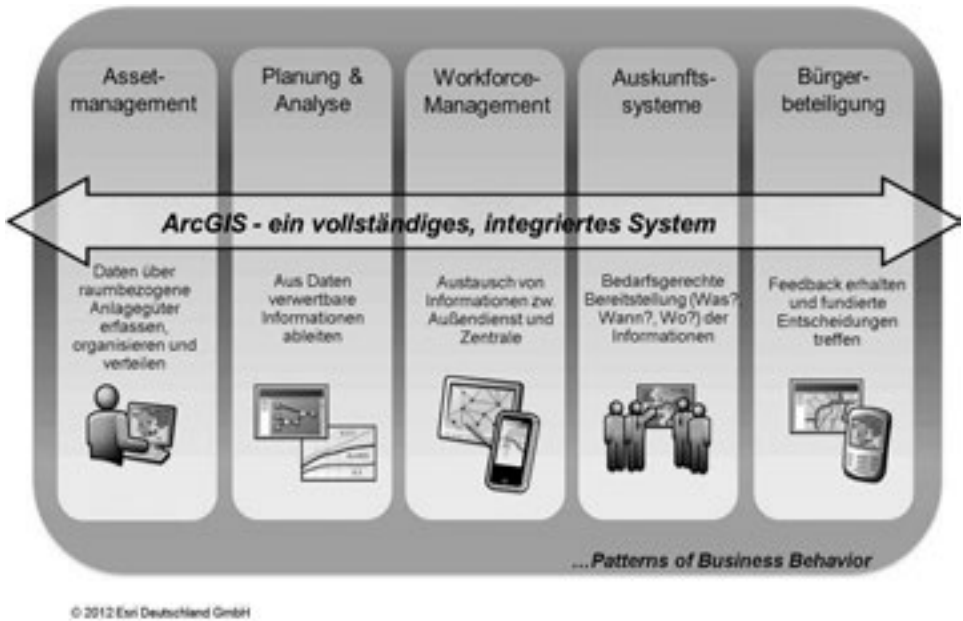 Asset-
management
Planung &
Analyse
Workforce-
Management
Auskunfts-
systeme
Bürger-
beteiligung
ArcGIS - ein vollständiges, integriertes System
Daten über
raumbezogene
Anlagegüter
erfassen,
organisieren und
verteilen
Aus Daten
verwertbare
Informationen
ableiten
Austausch von
Informationen zw.
Außendienst und
Zentrale
Bedarfsgerechte
Bereitstellung (Was?
Wann?, Wo?) der
Informationen
Feedback erhalten
und fundierte
Entscheidungen
treffen
...Patterns of Business Behavior
© 2012 Esri Deutschland GmbH